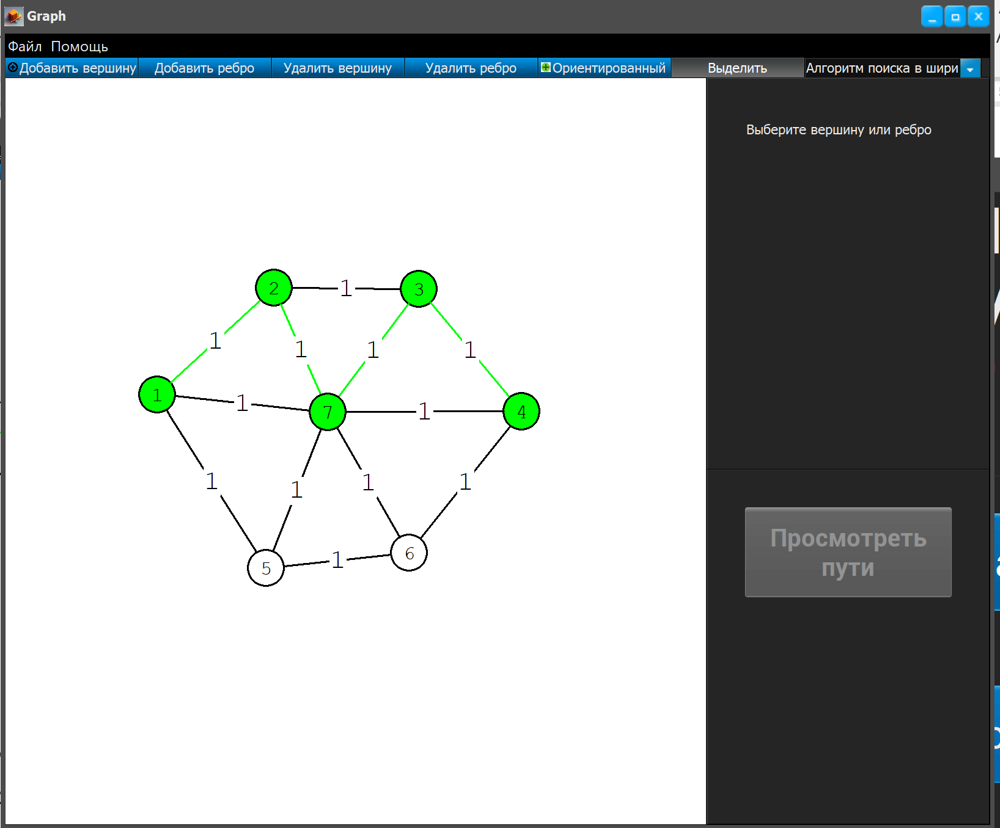 Graph
Файл Помощь
Добавить вершину Добавить ребро Удалить вершину Удалить ребро Ориентированный Выделить Алгоритм поиска в шири
Выберите вершину или ребро
2 1 3
1 1 1 1
1 1 7 1 4
1 1 1 1
5 1 6
Просмотреть
пути